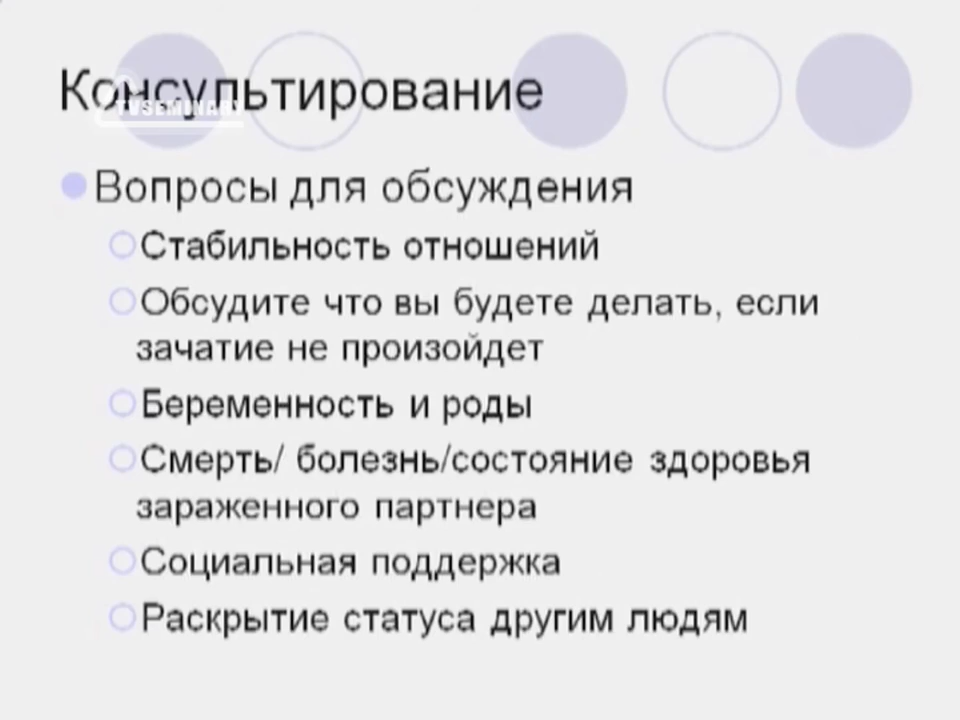 Консультирование
TVSEMINARY
Вопросы для обсуждения
Стабильность отношений
Обсудите что вы будете делать, если
зачатие не произойдет
Беременность и роды
Смерть/ болезнь/состояние здоровья
зараженного партнера
Социальная поддержка
Раскрытие статуса другим людям